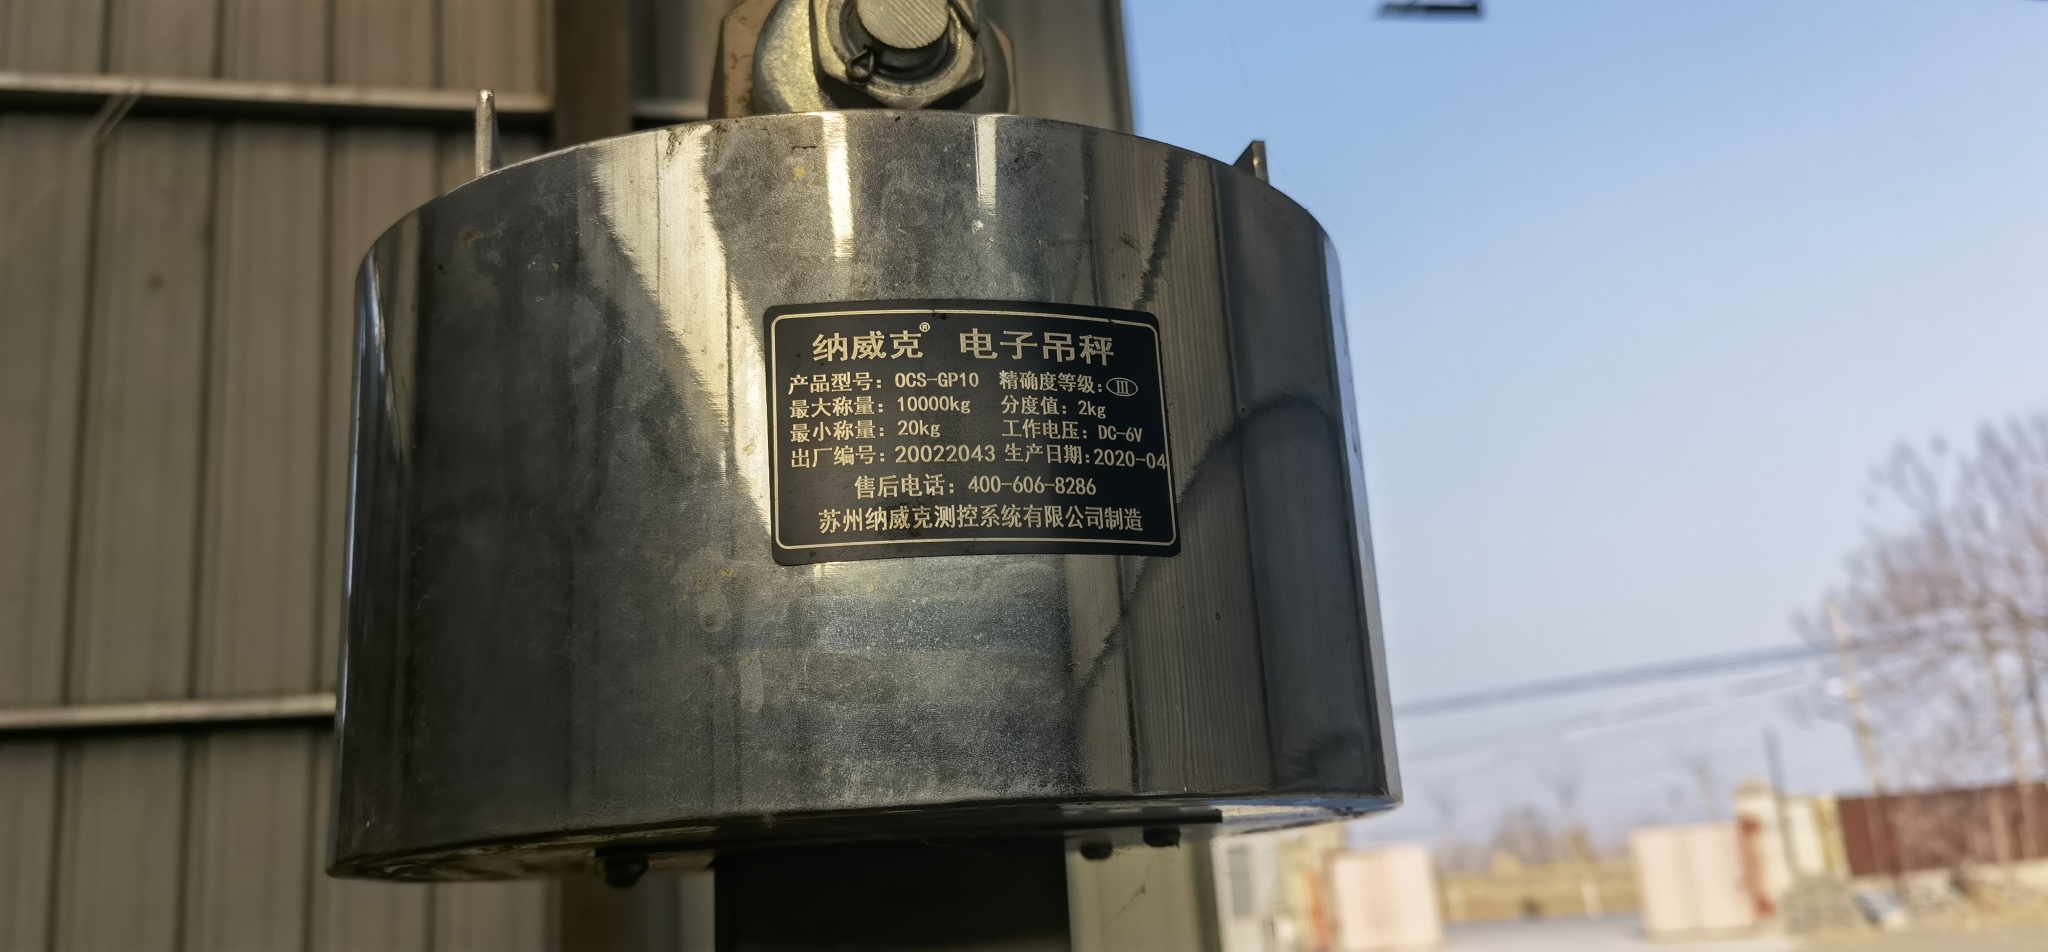 纳威克® 电子吊秤
产品型号：OCS-GP10 精确度等级：Ⅲ
最大称量：10000kg 分度值：2kg
最小称量：20kg 工作电压：DC-6V
出厂编号：20022043 生产日期：2020-04
售后电话：400-606-8286
苏州纳威克测控系统有限公司制造